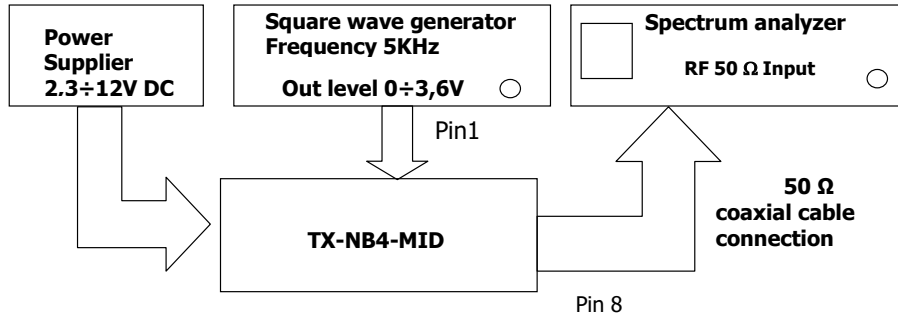 Power
Supplier
2.3÷12V DC
Square wave generator
Frequency 5KHz
Out level 0÷3,6V
Spectrum analyzer
RF 50 Ω Input
Pin1
TX-NB4-MID
50 Ω
coaxial cable
connection
Pin 8